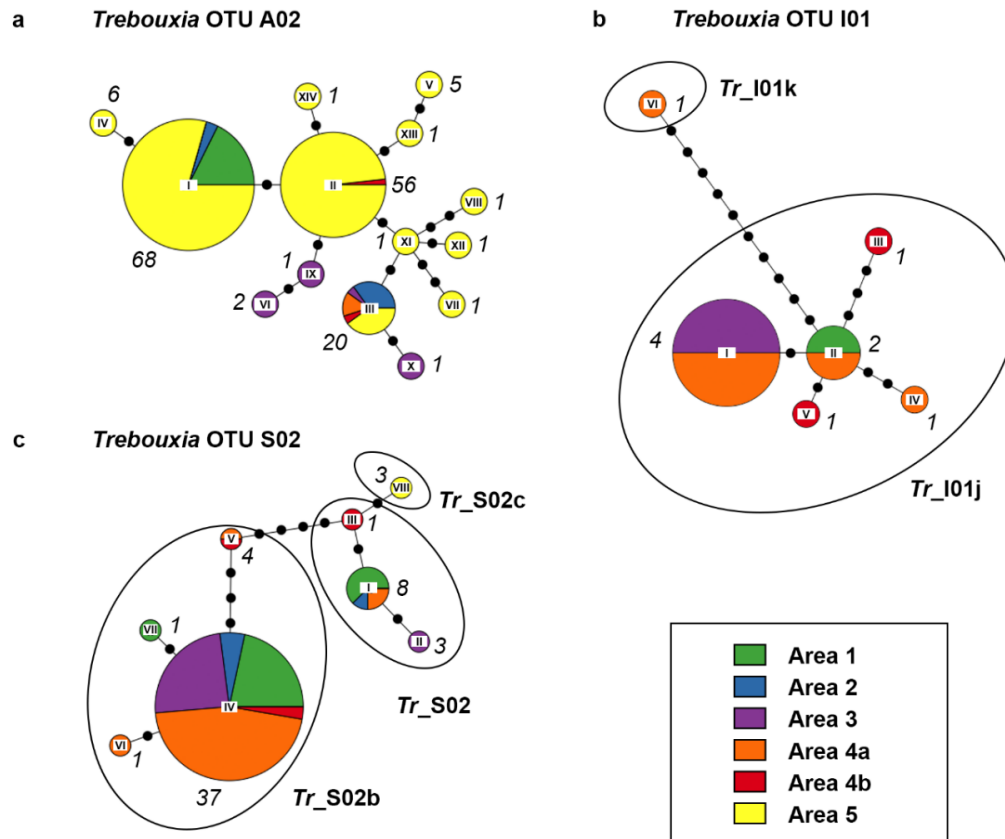 a Trebouxia OTU A02
6
IV
XIV 1
V 5
XIII 1
I
68
II
56
VIII 1
1 XI
XII 1
VII 1
1 IX
2 VI
III
20
X 1
b Trebouxia OTU I01
Tr_I01k
VI 1
III
1
4 I
II 2
V 1
IV
1
Tr_I01j
c Trebouxia OTU S02
3 VIII
Tr_S02c
III 1
V
4
I 8
II 3
Tr_S02
VII 1
IV
VI
1
37
Tr_S02b
Area 1
Area 2
Area 3
Area 4a
Area 4b
Area 5